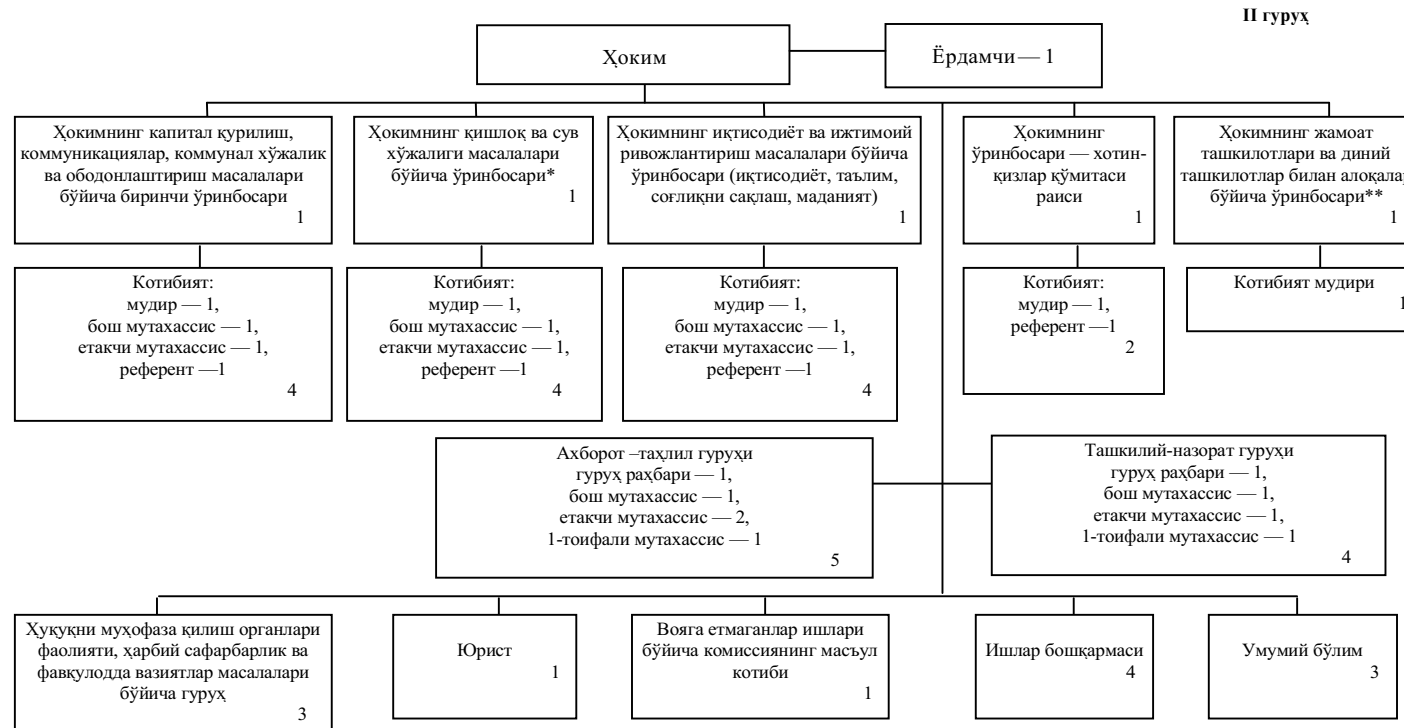 II гуруҳ
Ҳоким
Ёрдамчи — 1
Ҳокимнинг капитал қурилиш,
коммуникациялар, коммунал хўжалик
ва ободонлаштириш масалалари
бўйича биринчи ўринбосари
1
Ҳокимнинг қишлоқ ва сув
хўжалиги масалалари
бўйича ўринбосари*
1
Ҳокимнинг иқтисодиёт ва ижтимоий
ривожлантириш масалалари бўйича
ўринбосари (иқтисодиёт, таълим,
соғлиқни сақлаш, маданият)
1
Ҳокимнинг
ўринбосари — хотин-
қизлар қўмитаси
раиси
1
Ҳокимнинг жамоат
ташкилотлари ва диний
ташкилотлар билан алоқалар
бўйича ўринбосари**
1
Котибият:
мудир — 1,
бош мутахассис — 1,
етакчи мутахассис — 1,
референт —1
4
Котибият:
мудир — 1,
бош мутахассис — 1,
етакчи мутахассис — 1,
референт —1
4
Котибият:
мудир — 1,
бош мутахассис — 1,
етакчи мутахассис — 1,
референт —1
4
Котибият:
мудир — 1,
референт —1
2
Котибият мудири
1
Ахборот –таҳлил гуруҳи
гуруҳ раҳбари — 1,
бош мутахассис — 1,
етакчи мутахассис — 2,
1-тоифали мутахассис — 1
5
Ташкилий-назорат гуруҳи
гуруҳ раҳбари — 1,
бош мутахассис — 1,
етакчи мутахассис — 1,
1-тоифали мутахассис — 1
4
Ҳуқуқни муҳофаза қилиш органлари
фаолияти, ҳарбий сафарбарлик ва
фавқулодда вазиятлар масалалари
бўйича гуруҳ
3
Юрист
1
Вояга етмаганлар ишлари
бўйича комиссиянинг масъул
котиби
1
Ишлар бошқармаси
4
Умумий бўлим
3